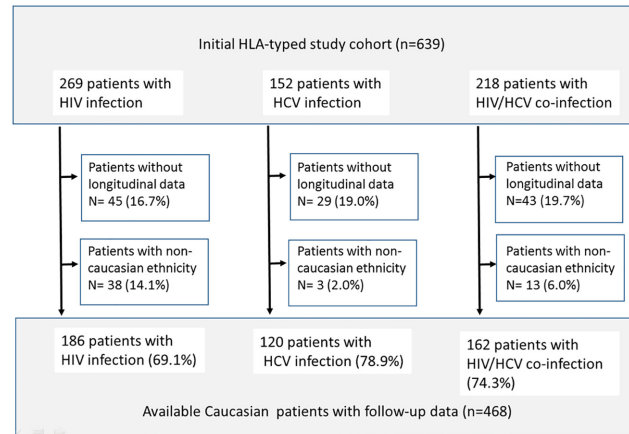 Initial HLA-typed study cohort (n=639)
269 patients with
HIV infection
152 patients with
HCV infection
218 patients with
HIV/HCV co-infection
Patients without
longitudinal data
N= 45 (16.7%)
Patients without
longitudinal data
N= 29 (19.0%)
Patients without
longitudinal data
N=43 (19.7%)
Patients with non-
caucasian ethnicity
N= 38 (14.1%)
Patients with non-
caucasian ethnicity
N= 3 (2.0%)
Patients with non-
caucasian ethnicity
N= 13 (6.0%)
186 patients with
HIV infection (69.1%)
120 patients with
HCV infection (78.9%)
162 patients with
HIV/HCV co-infection
(74.3%)
Available Caucasian patients with follow-up data (n=468)